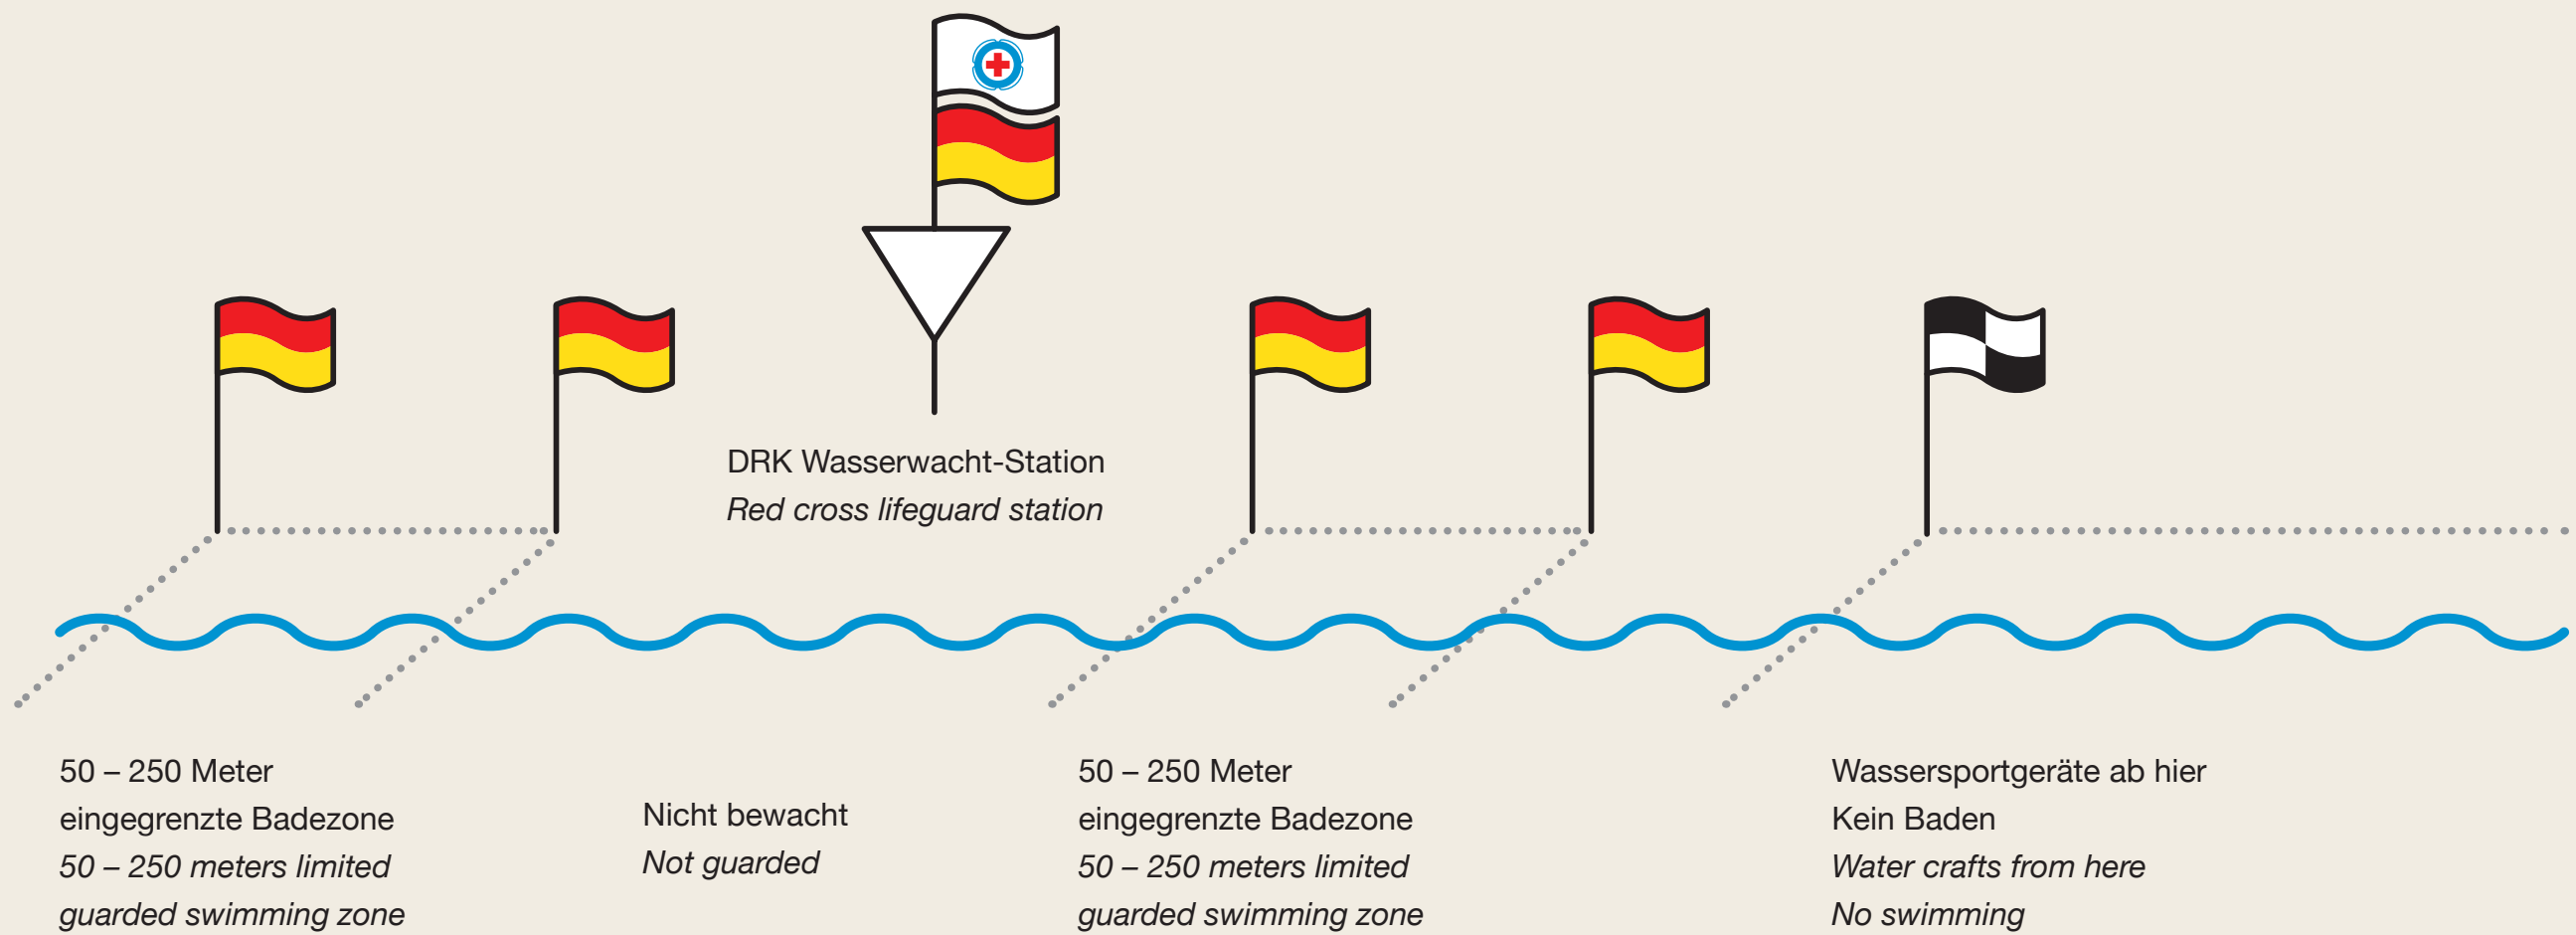 DRK Wasserwacht-Station
Red cross lifeguard station
50 – 250 Meter
eingegrenzte Badezone
50 – 250 meters limited
guarded swimming zone
Nicht bewacht
Not guarded
50 – 250 Meter
eingegrenzte Badezone
50 – 250 meters limited
guarded swimming zone
Wassersportgeräte ab hier
Kein Baden
Water crafts from here
No swimming